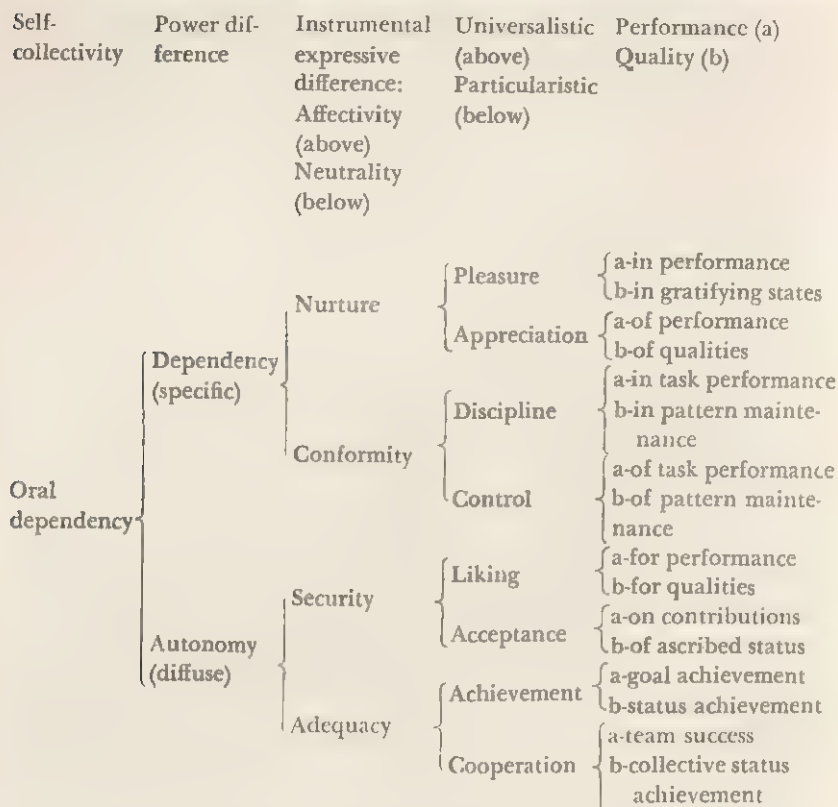 Self-
collectivity
Power dif-
ference
Instrumental
expressive
difference:
Affectivity
(above)
Neutrality
(below)
Universalistic
(above)
Particularistic
(below)
Performance (a)
Quality (b)
Oral
dependency
Dependency
(specific)
Autonomy
(diffuse)
Nurture
Conformity
Security
Adequacy
Pleasure
Appreciation
Discipline
Control
Liking
Acceptance
Achievement
Cooperation
a-in performance
b-in gratifying states
a-of performance
b-of qualities
a-in task performance
b-in pattern mainte-
nance
a-of task performance
b-of pattern mainte-
nance
a-for performance
b-for qualities
a-on contributions
b-of ascribed status
a-goal achievement
b-status achievement
a-team success
b-collective status
achievement